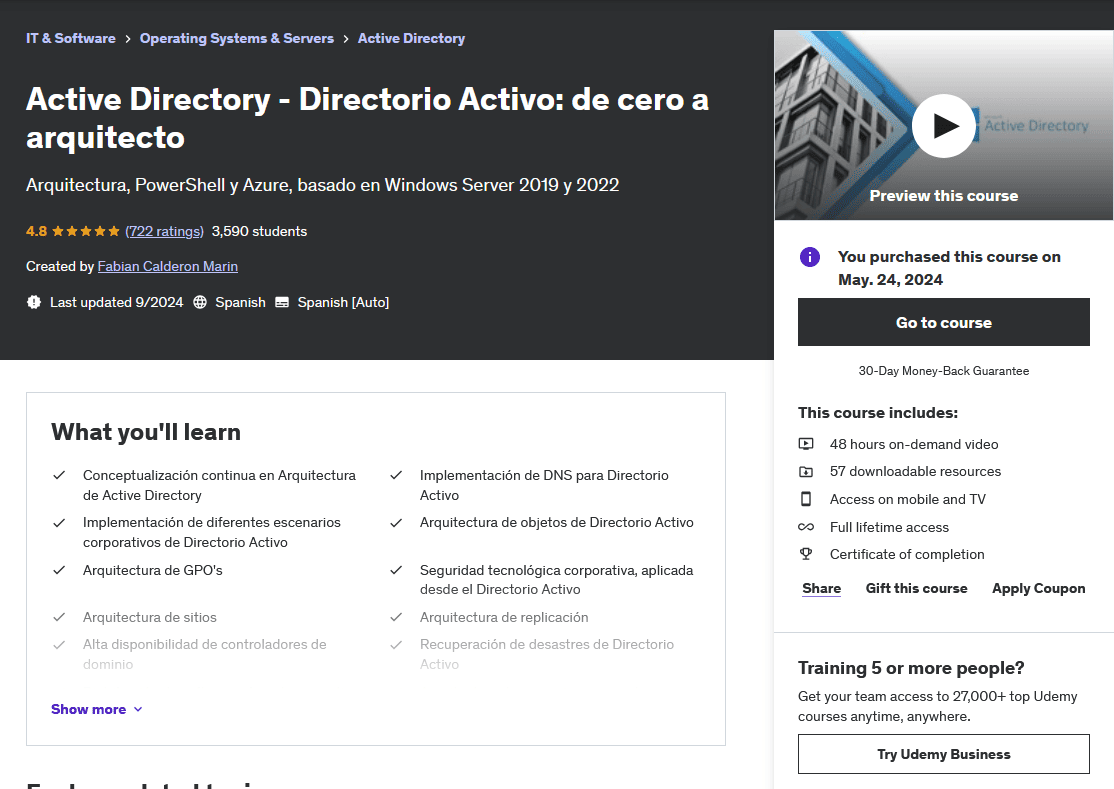 IT & Software > Operating Systems & Servers > Active Directory
Active Directory - Directorio Activo: de cero a
arquitecto
Arquitectura, PowerShell y Azure, basado en Windows Server 2019 y 2022
4.8 ★★★★★ (722 ratings) 3,590 students
Created by Fabian Calderon Marin
Last updated 9/2024 Spanish Spanish [Auto]
Active Directory
Preview this course
You purchased this course on
May. 24, 2024
Go to course
30-Day Money-Back Guarantee
This course includes:
48 hours on-demand video
57 downloadable resources
Access on mobile and TV
Full lifetime access
Certificate of completion
Share Gift this course Apply Coupon
Training 5 or more people?
Get your team access to 27,000+ top Udemy
courses anytime, anywhere.
Try Udemy Business
What you'll learn
Conceptualización continua en Arquitectura
de Active Directory
Implementación de DNS para Directorio
Activo
Implementación de diferentes escenarios
corporativos de Directorio Activo
Arquitectura de objetos de Directorio Activo
Arquitectura de GPO's
Seguridad tecnológica corporativa, aplicada
desde el Directorio Activo
Arquitectura de sitios
Arquitectura de replicación
Alta disponibilidad de controladores de
dominio
Recuperación de desastres de Directorio
Activo
Show more